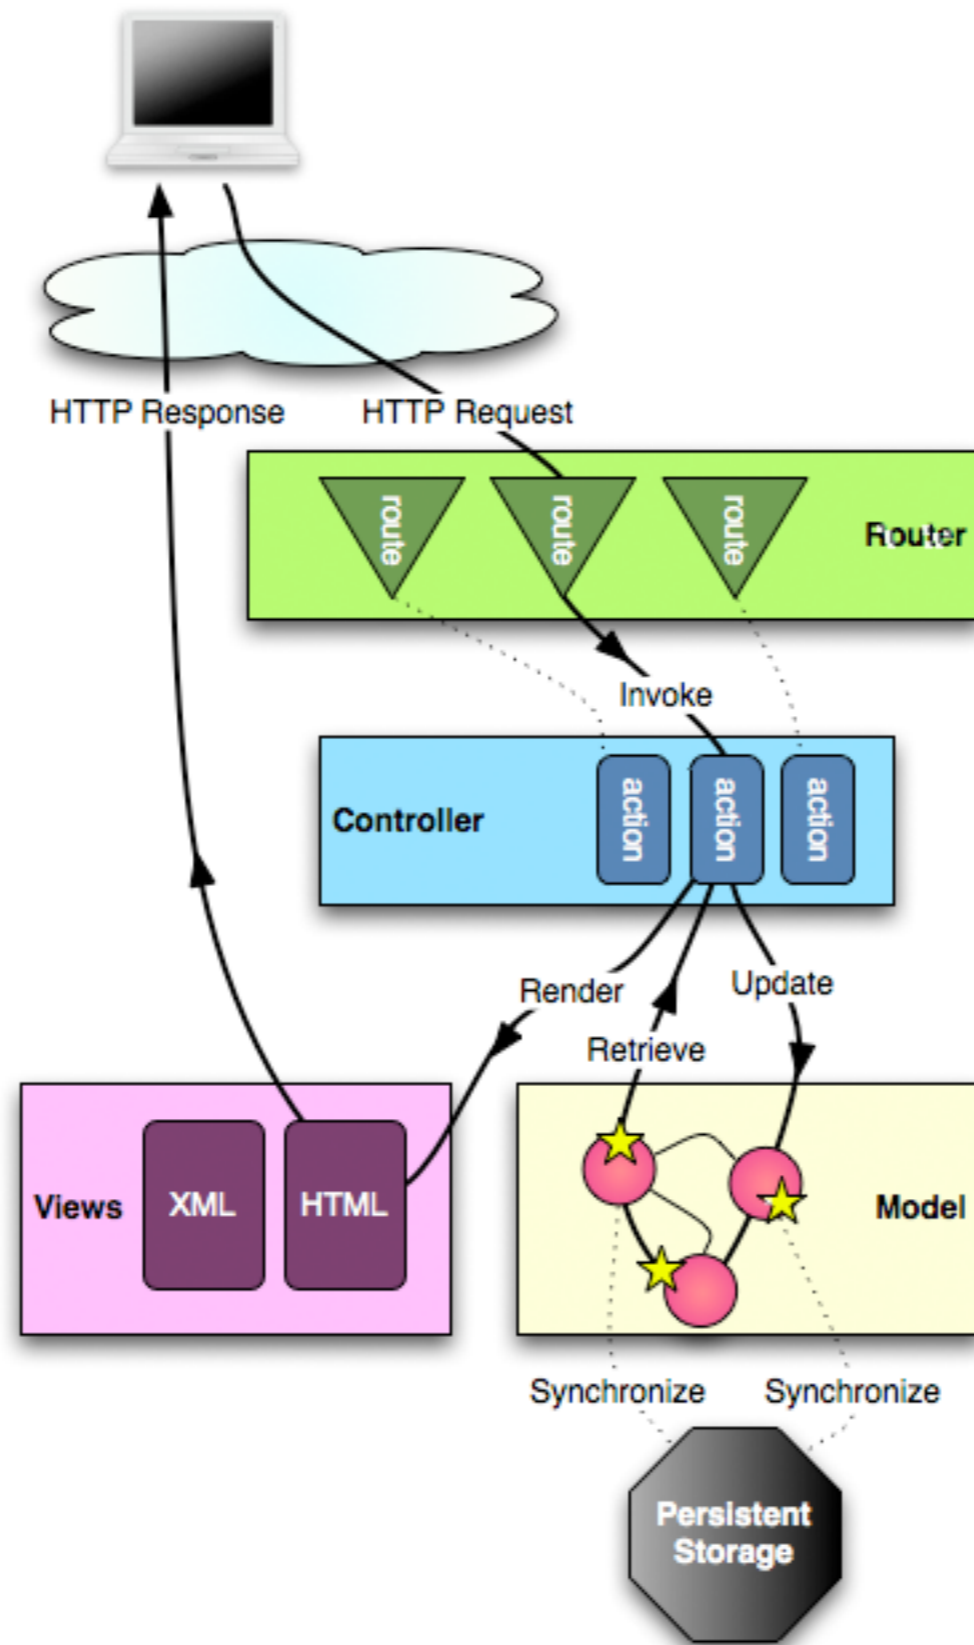 HTTP Response
HTTP Request
route
route
route
Router
Invoke
Controller
action
action
action
Render
Update
Retrieve
Views
XML
HTML
Model
Synchronize
Synchronize
Persistent
Storage